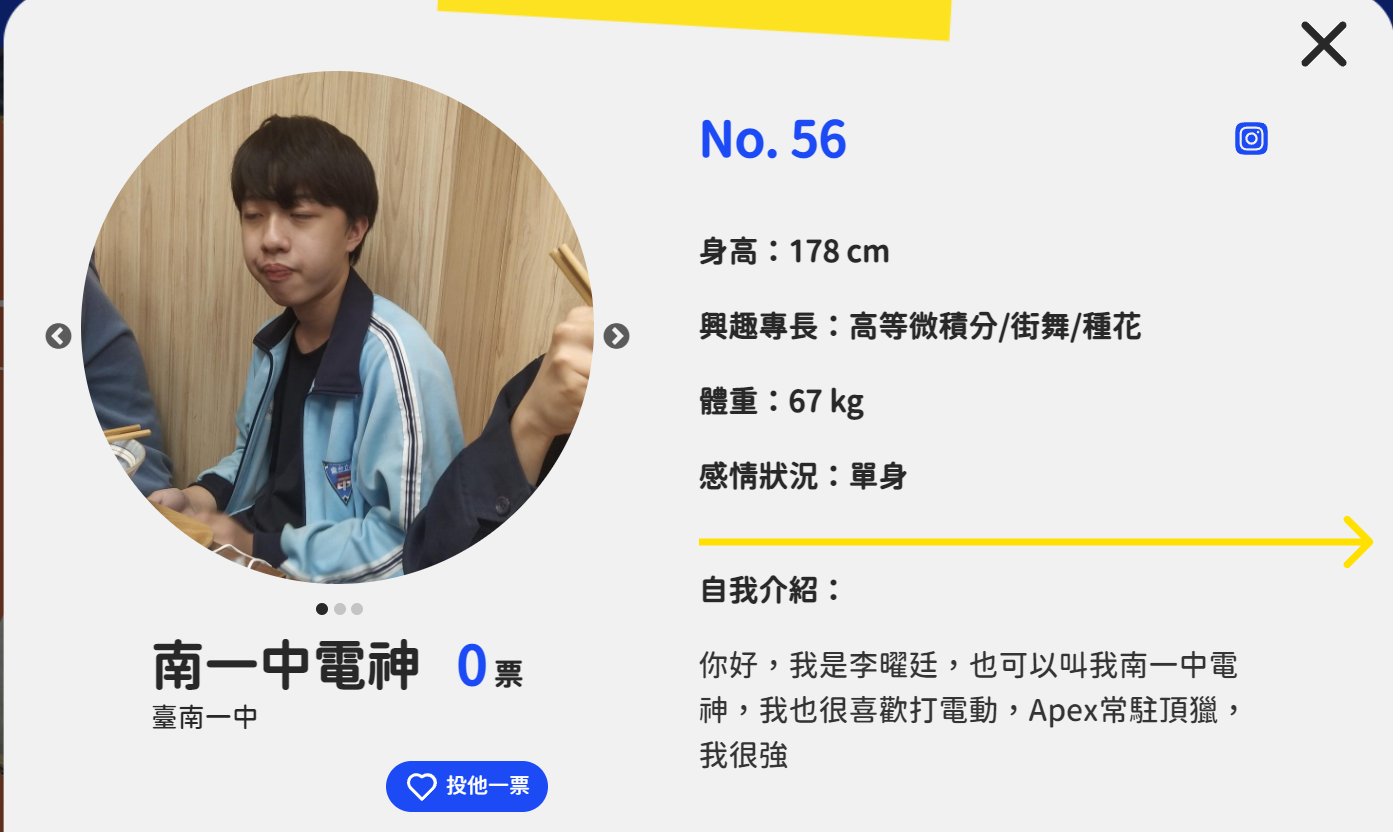 No. 56
身高：178 cm
興趣專長：高等微積分/街舞/種花
體重：67 kg
感情狀況：單身
自我介紹：
你好，我是李曜廷，也可以叫我南一中電
神，我也很喜歡打電動，Apex常駐頂獵，
我很強
南一中電神 0 票
臺南一中
投他一票